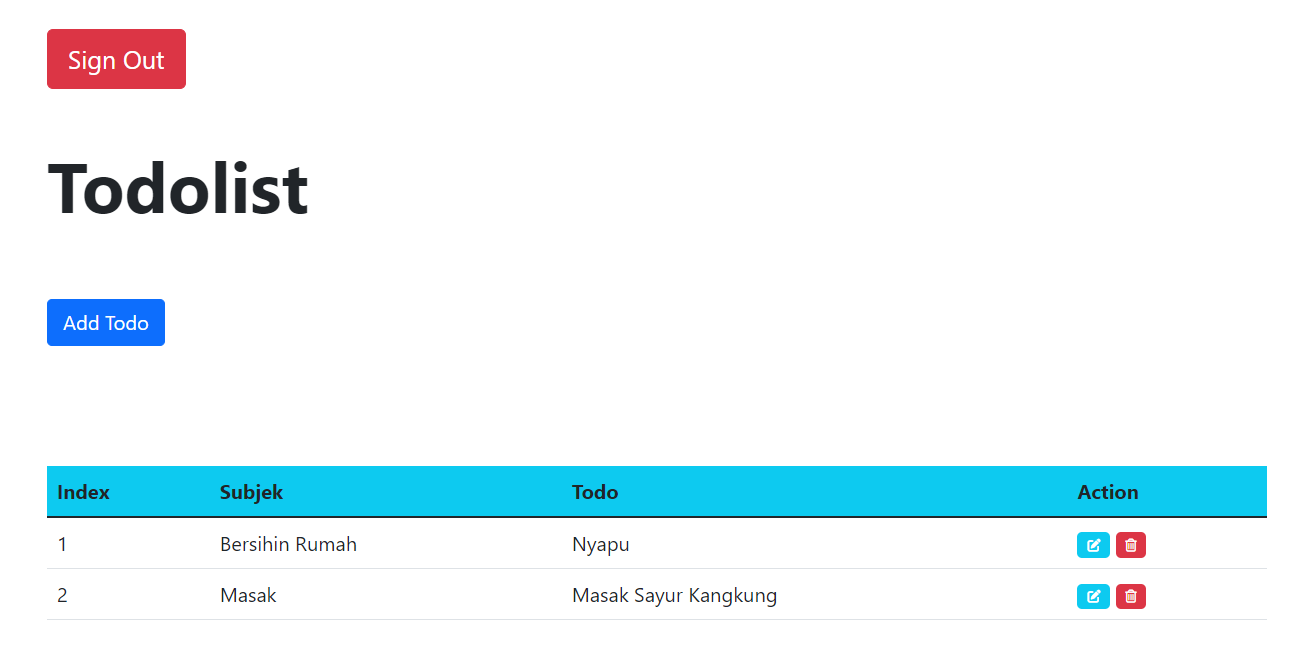 Sign Out
Todolist
Add Todo
Index Subjek Todo Action
1 Bersihin Rumah Nyapu
2 Masak Masak Sayur Kangkung